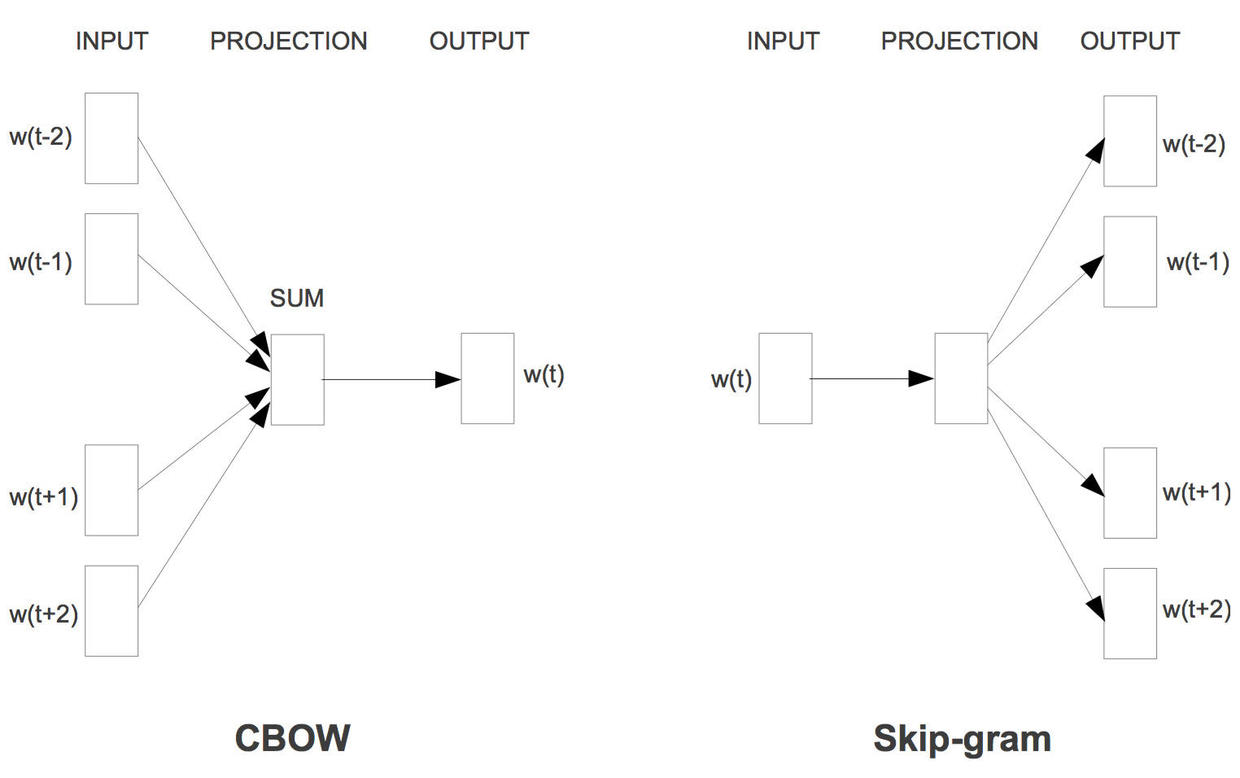 INPUT PROJECTION OUTPUT
w(t-2)
w(t-1)
SUM
w(t)
w(t+1)
w(t+2)
CBOW
INPUT PROJECTION OUTPUT
w(t-2)
w(t-1)
w(t)
w(t+1)
w(t+2)
Skip-gram